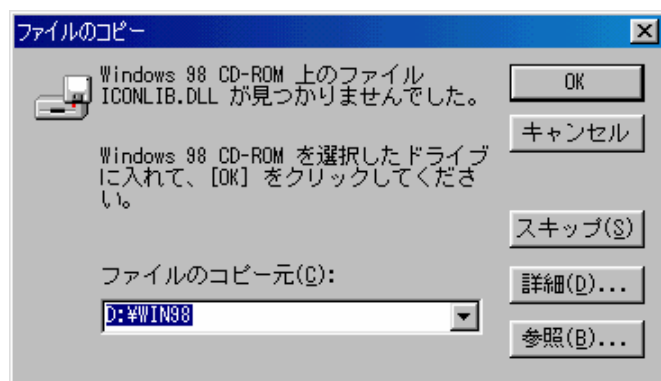 ファイルのコピー
Windows 98 CD-ROM 上のファイル
ICONLIB.DLL が見つかりませんでした。
Windows 98 CD-ROM を選択したドライブ
に入れて、[OK] をクリックしてくださ
い。
ファイルのコピー元(C):
D:¥WIN98
OK
キャンセル
スキップ(S)
詳細(D)...
参照(B)...